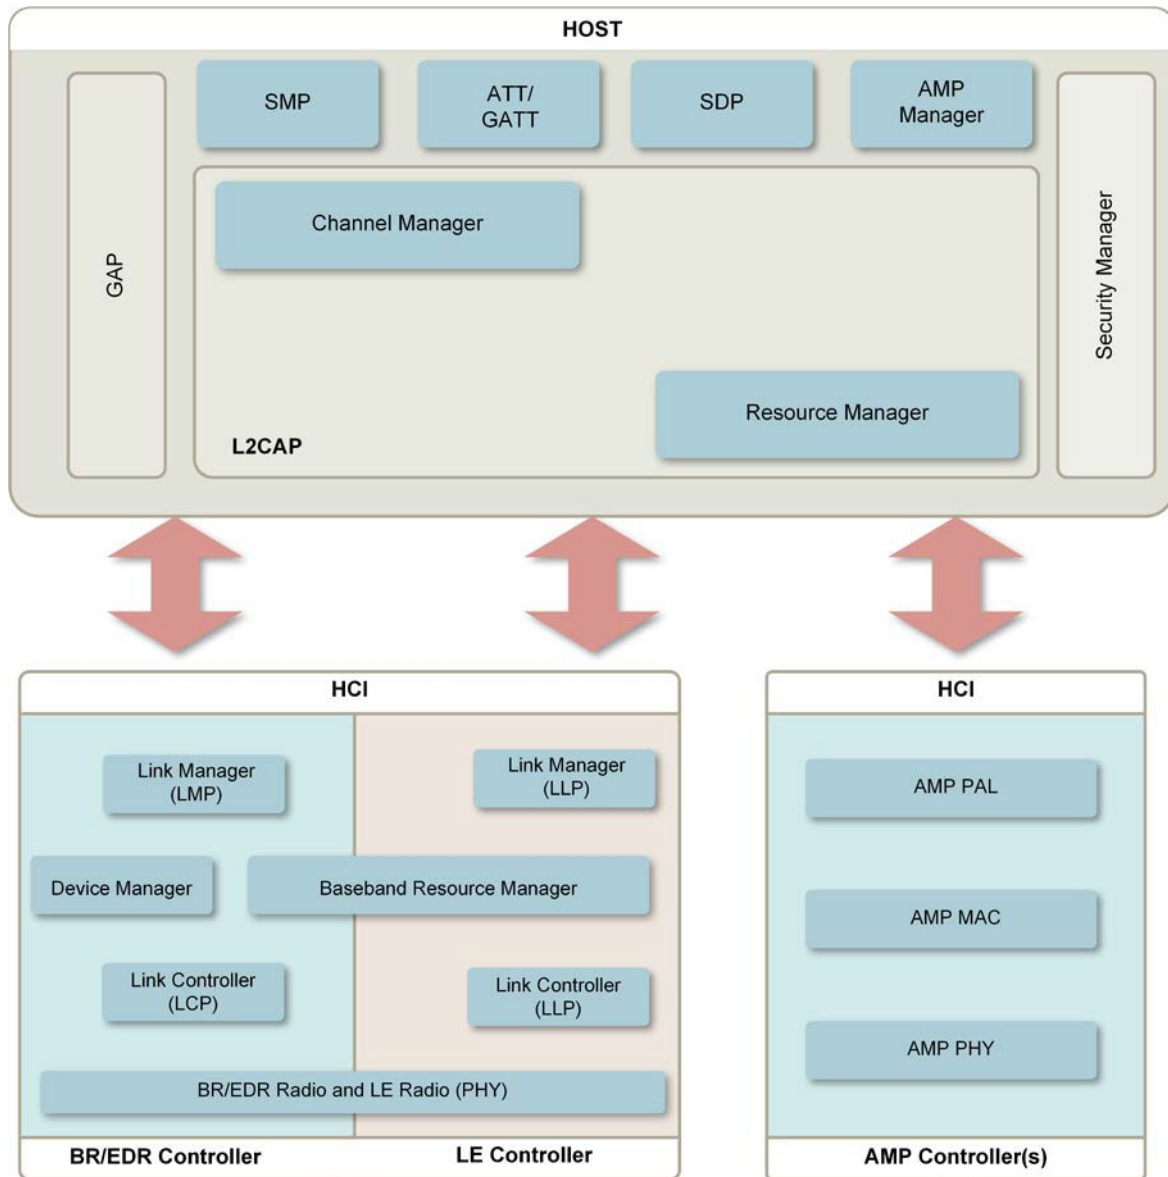 HOST
SMP
ATT/
GATT
SDP
AMP
Manager
GAP
Channel Manager
Security Manager
Resource Manager
L2CAP
HCI
HCI
Link Manager
(LMP)
Link Manager
(LLP)
AMP PAL
Device Manager
Baseband Resource Manager
AMP MAC
Link Controller
(LCP)
Link Controller
(LLP)
AMP PHY
BR/EDR Radio and LE Radio (PHY)
BR/EDR Controller
LE Controller
AMP Controller(s)